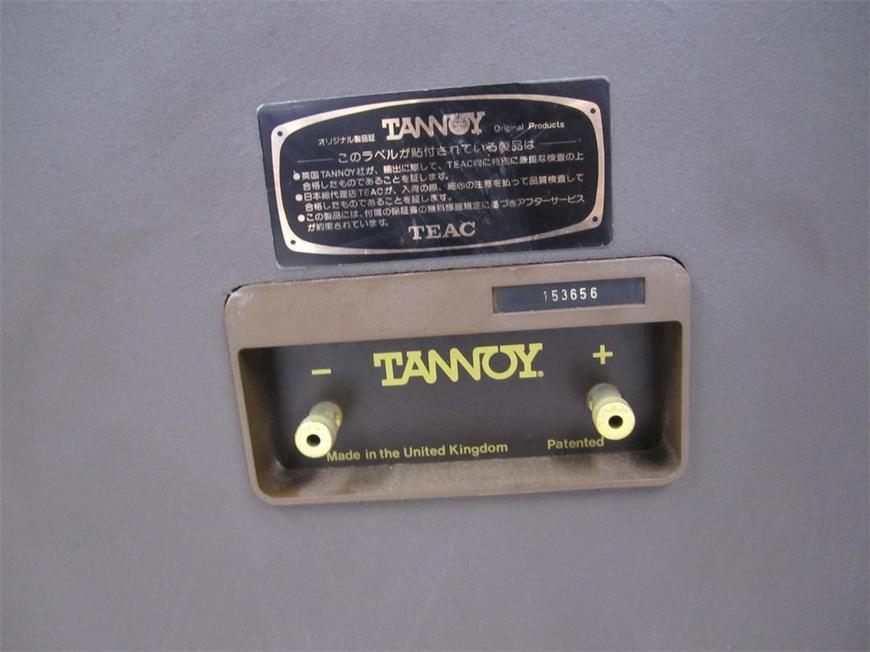 オリジナル製品証 TANNOY Original Products
このラベルが貼付されている製品は
●英国TANNOY社が、輸出に際して、TEAC向に特別に厳重な検査の上
合格したものであることを証します。
●日本総代理店TEACが、入荷の際、細心の注意を払って品質検査して
合格したものであることを証します。
●この製品には、付属の保証書の無料修理規定に基づきアフターサービス
が約束されています。
TEAC
153656
− TANNOY. +
Made in the United Kingdom Patented